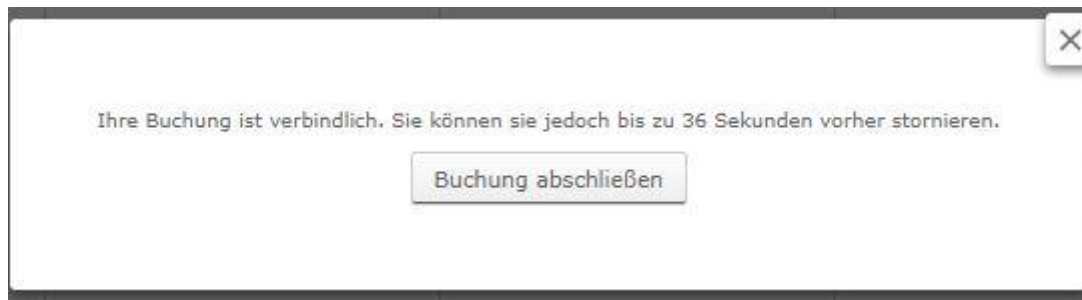 Ihre Buchung ist verbindlich. Sie können sie jedoch bis zu 36 Sekunden vorher stornieren.
Buchung abschließen